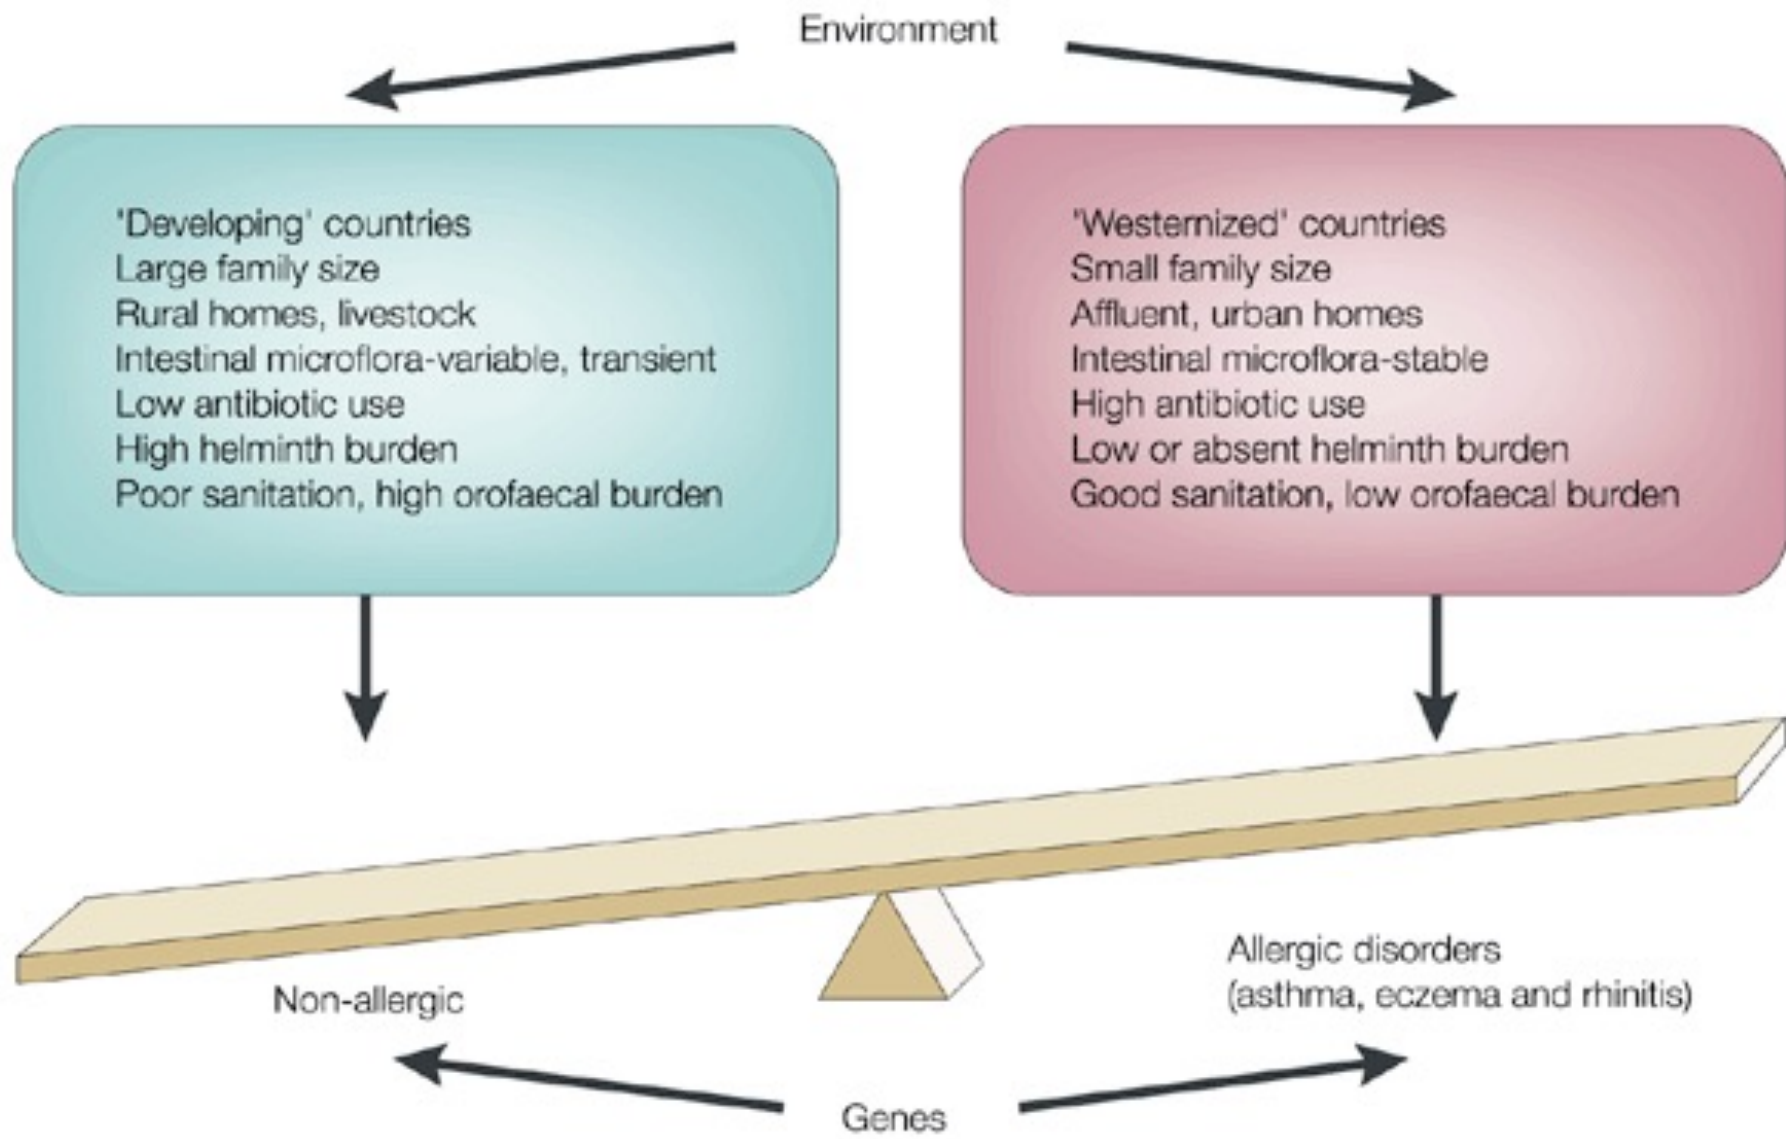 Environment
'Developing' countries
Large family size
Rural homes, livestock
Intestinal microflora-variable, transient
Low antibiotic use
High helminth burden
Poor sanitation, high orofaecal burden
'Westernized' countries
Small family size
Affluent, urban homes
Intestinal microflora-stable
High antibiotic use
Low or absent helminth burden
Good sanitation, low orofaecal burden
Non-allergic
Allergic disorders
(asthma, eczema and rhinitis)
Genes